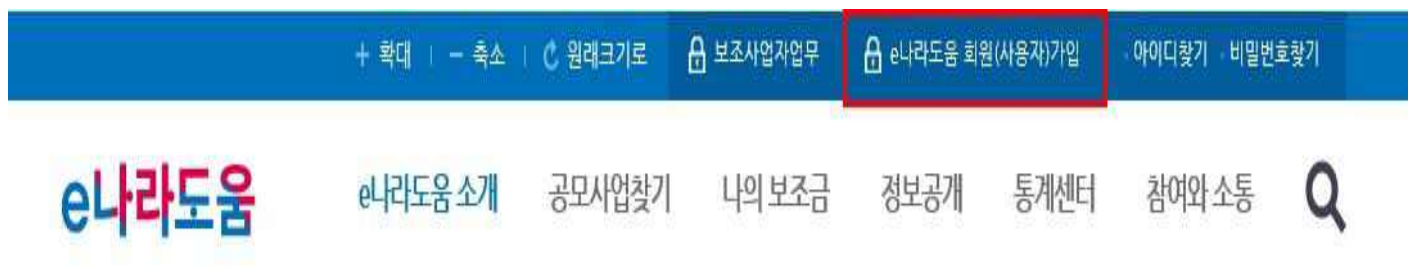 + 확대 | − 축소 | 원래크기로 보조사업자업무 e나라도움 회원(사용자)가입 · 아이디찾기 · 비밀번호찾기
e나라도움 e나라도움 소개 공모사업찾기 나의 보조금 정보공개 통계센터 참여와 소통